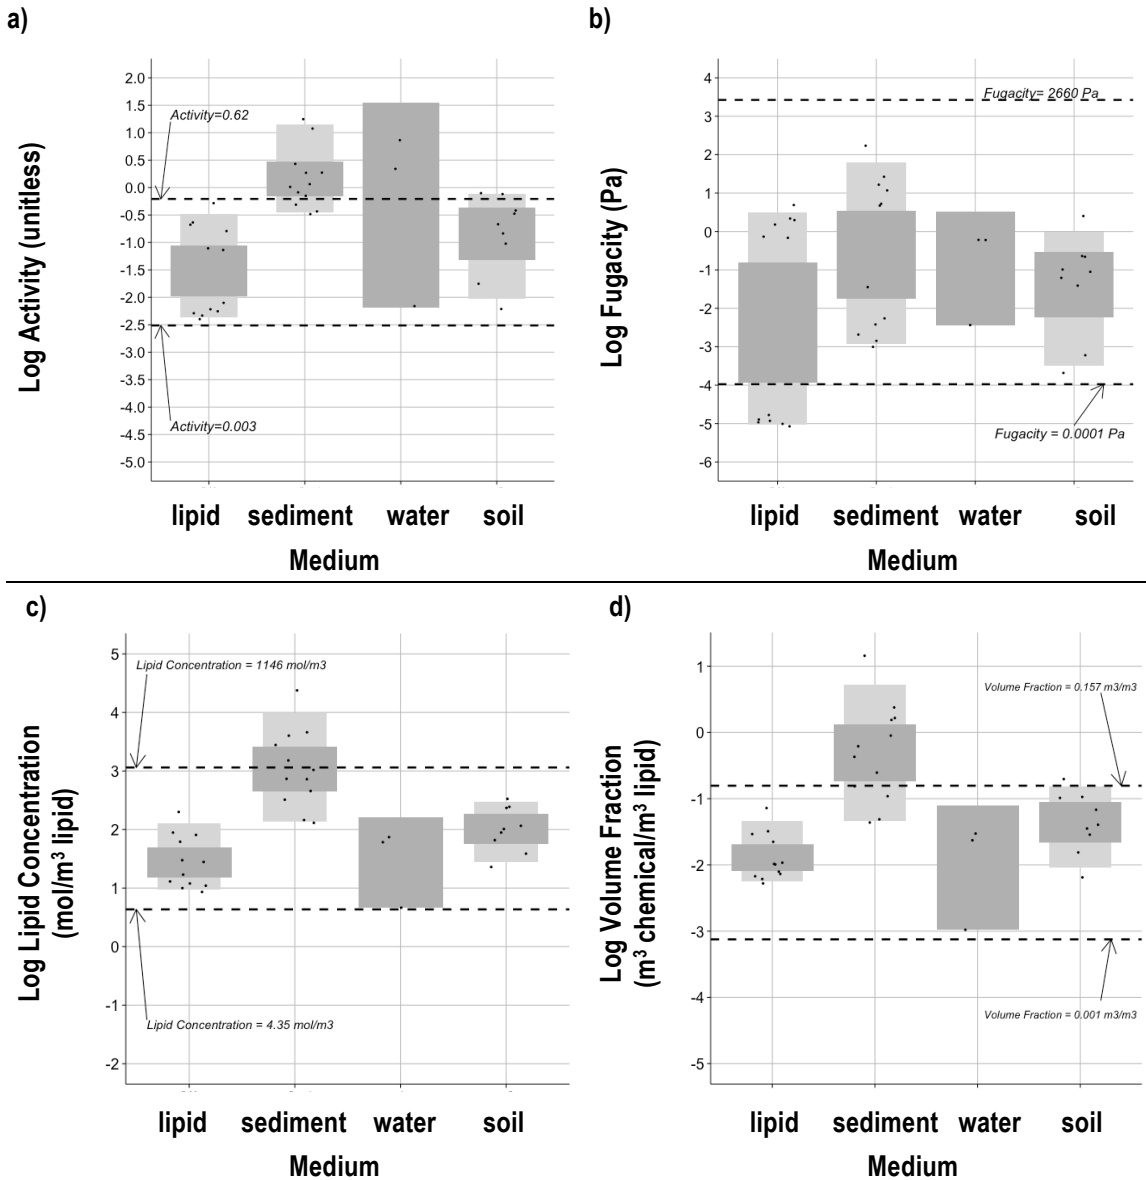 a)
Log Activity (unitless)
2.0
1.5
1.0
0.5
0.0
-0.5
-1.0
-1.5
-2.0
-2.5
-3.0
-3.5
-4.0
-4.5
-5.0
Activity=0.62
Activity=0.003
lipid sediment water soil
Medium
b)
Log Fugacity (Pa)
4
3
2
1
0
-1
-2
-3
-4
-5
-6
Fugacity= 2660 Pa
Fugacity = 0.0001 Pa
lipid sediment water soil
Medium
c)
Log Lipid Concentration
(mol/m³ lipid)
5
4
3
2
1
0
-1
-2
Lipid Concentration = 1146 mol/m3
Lipid Concentration = 4.35 mol/m3
lipid sediment water soil
Medium
d)
Log Volume Fraction
(m³ chemical/m³ lipid)
1
0
-1
-2
-3
-4
-5
Volume Fraction = 0.157 m3/m3
Volume Fraction = 0.001 m3/m3
lipid sediment water soil
Medium